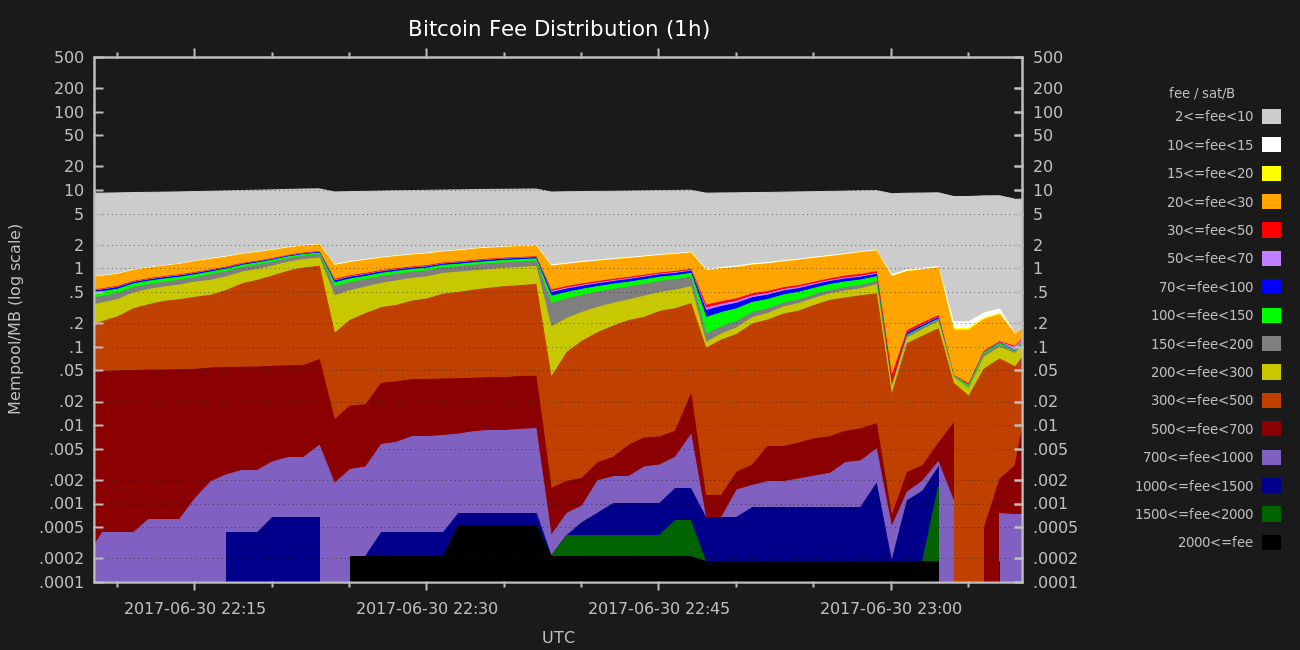 Bitcoin Fee Distribution (1h)
500 500
200 200
100 100
50 50
20 20
10 10
5 5
2 2
1 1
.5 .5
.2 .2
.1 .1
.05 .05
.02 .02
.01 .01
.005 .005
.002 .002
.001 .001
.0005 .0005
.0002 .0002
.0001 .0001
Mempool/MB (log scale)
2017-06-30 22:15 2017-06-30 22:30 2017-06-30 22:45 2017-06-30 23:00
UTC
fee / sat/B
2<=fee<10
10<=fee<15
15<=fee<20
20<=fee<30
30<=fee<50
50<=fee<70
70<=fee<100
100<=fee<150
150<=fee<200
200<=fee<300
300<=fee<500
500<=fee<700
700<=fee<1000
1000<=fee<1500
1500<=fee<2000
2000<=fee